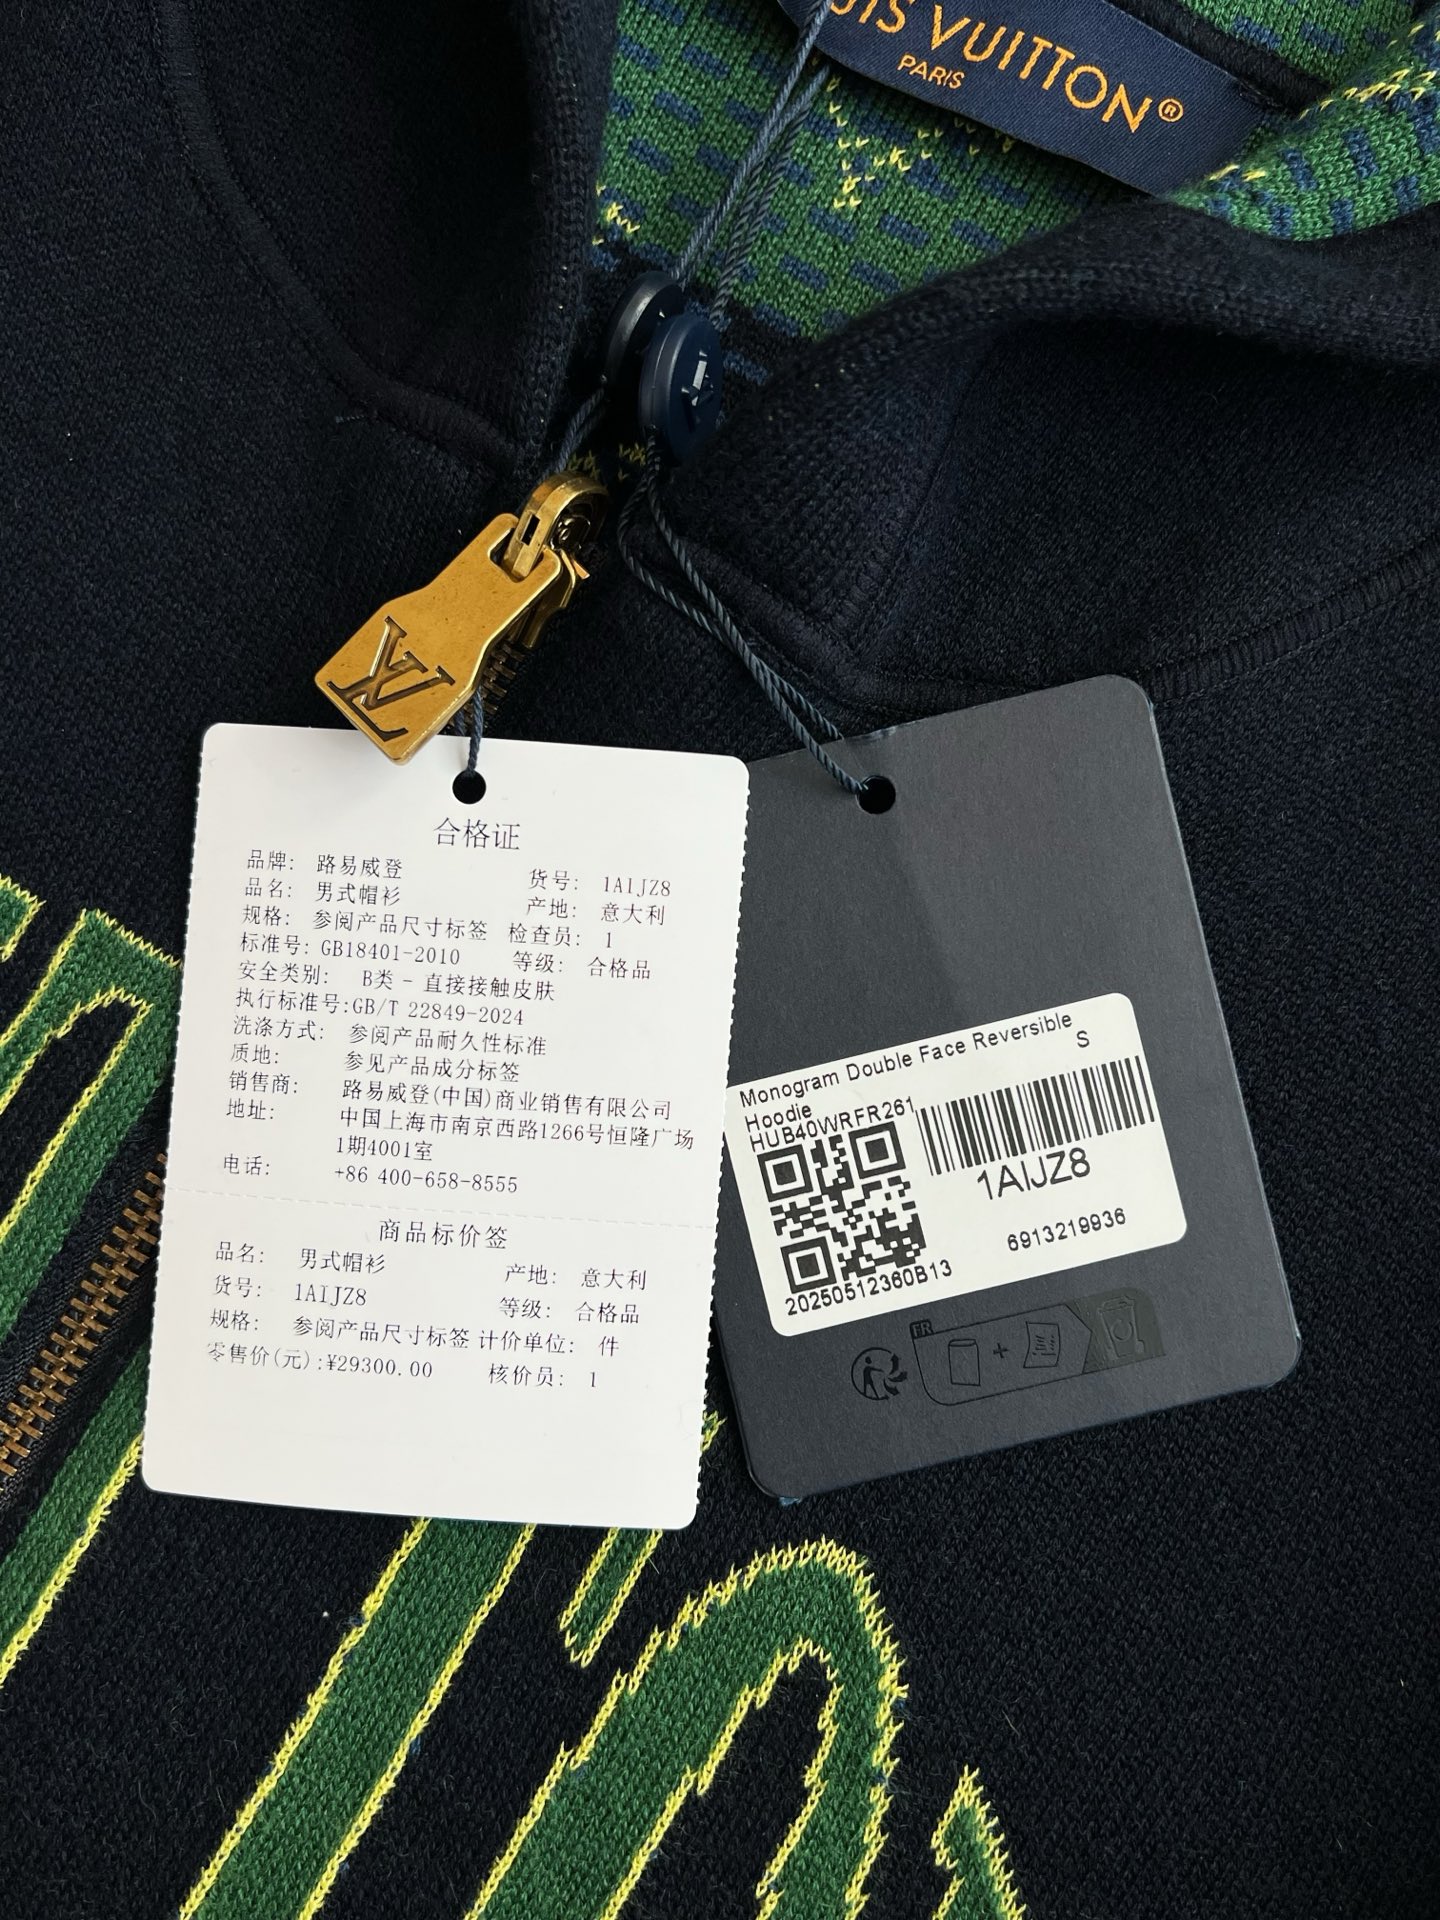 UIS VUITTON®
PARIS
LV
合格证
品牌: 路易威登 货号: 1AIJZ8
品名: 男式帽衫 产地: 意大利
规格: 参阅产品尺寸标签 检查员: 1
标准号: GB18401-2010 等级: 合格品
安全类别: B类 - 直接接触皮肤
执行标准号:GB/T 22849-2024
洗涤方式: 参阅产品耐久性标准
质地: 参见产品成分标签
销售商: 路易威登(中国)商业销售有限公司
地址: 中国上海市南京西路1266号恒隆广场
1期4001室
电话: +86 400-658-8555
商品标价签
品名: 男式帽衫 产地: 意大利
货号: 1AIJZ8 等级: 合格品
规格: 参阅产品尺寸标签 计价单位: 件
零售价(元):¥29300.00 核价员: 1
Monogram Double Face Reversible
Hoodie S
HUB40WRFR261
1AIJZ8
6913219936
20250512360B13
FR
+